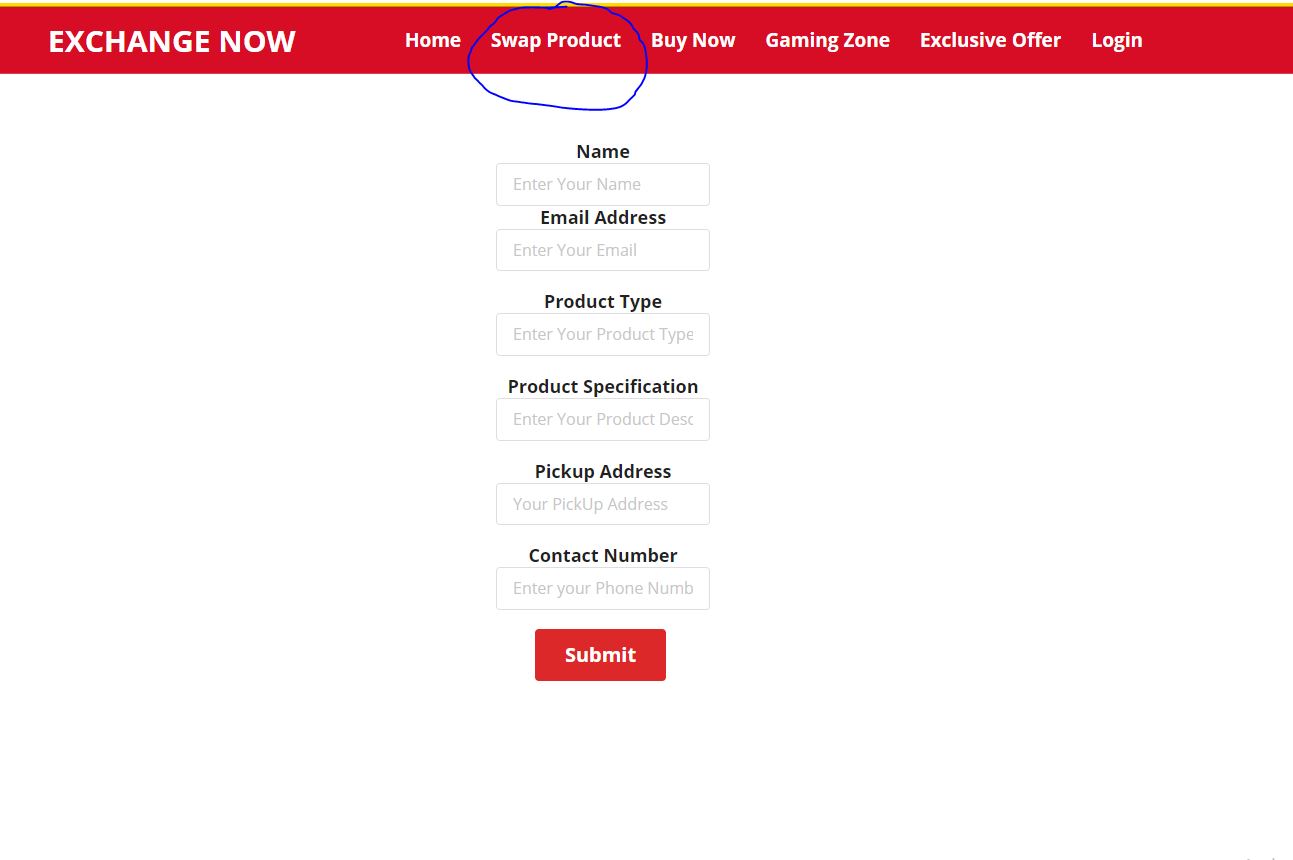 EXCHANGE NOW Home Swap Product Buy Now Gaming Zone Exclusive Offer Login
Name
Enter Your Name
Email Address
Enter Your Email
Product Type
Enter Your Product Type
Product Specification
Enter Your Product Desc
Pickup Address
Your PickUp Address
Contact Number
Enter your Phone Numb
Submit